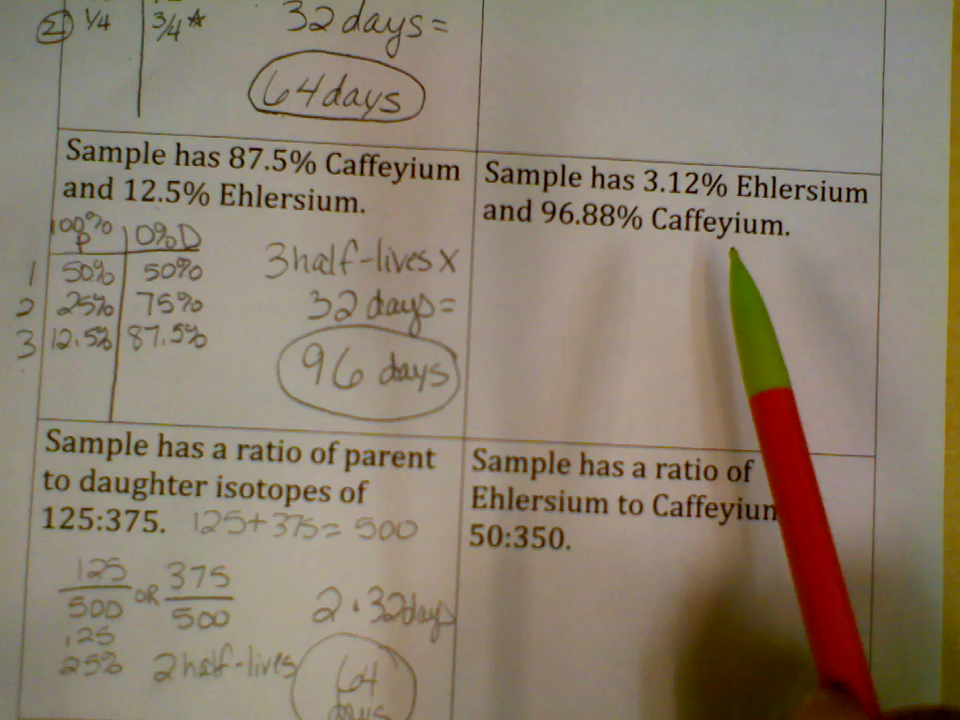 ② 1/4 3/4*
32 days =
64 days
Sample has 87.5% Caffeyium
and 12.5% Ehlersium.
100% P 0% D
1 50% 50%
2 25% 75%
3 12.5% 87.5%
3 half-lives x
32 days =
96 days
Sample has 3.12% Ehlersium
and 96.88% Caffeyium.
Sample has a ratio of parent
to daughter isotopes of
125:375. 125+375= 500
125/500 OR 375/500
.125
25% 2 half-lives
2 · 32 days
64
days
Sample has a ratio of
Ehlersium to Caffeyium
50:350.